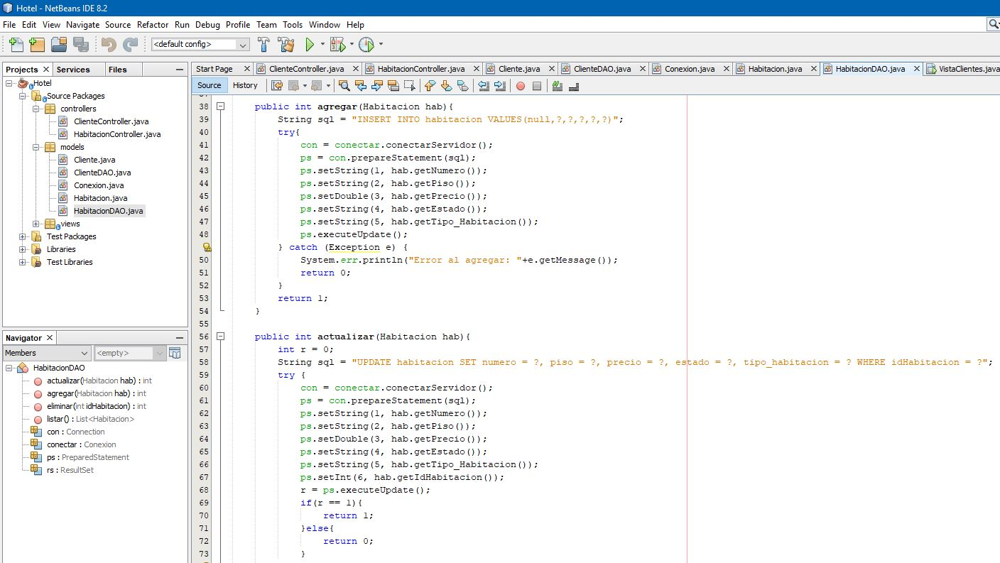 Hotel - NetBeans IDE 8.2
File Edit View Navigate Source Refactor Run Debug Profile Team Tools Window Help
<default config>
Projects Services Files
Hotel
Source Packages
controllers
ClienteController.java
HabitacionController.java
models
Cliente.java
ClienteDAO.java
Conexion.java
Habitacion.java
HabitacionDAO.java
views
Test Packages
Libraries
Test Libraries
Navigator
Members <empty>
HabitacionDAO
actualizar(Habitacion hab) : int
agregar(Habitacion hab) : int
eliminar(int idHabitacion) : int
listar() : List<Habitacion>
con : Connection
conectar : Conexion
ps : PreparedStatement
rs : ResultSet
Start Page ClienteController.java HabitacionController.java Cliente.java ClienteDAO.java Conexion.java Habitacion.java HabitacionDAO.java VistaClientes.java
Source History
38 public int agregar(Habitacion hab){
39 String sql = "INSERT INTO habitacion VALUES(null,?,?,?,?,?)";
40 try{
41 con = conectar.conectarServidor();
42 ps = con.prepareStatement(sql);
43 ps.setString(1, hab.getNumero());
44 ps.setString(2, hab.getPiso());
45 ps.setDouble(3, hab.getPrecio());
46 ps.setString(4, hab.getEstado());
47 ps.setString(5, hab.getTipo_Habitacion());
48 ps.executeUpdate();
} catch (Exception e) {
50 System.err.println("Error al agregar: "+e.getMessage());
51 return 0;
52 }
53 return 1;
54 }
55
56 public int actualizar(Habitacion hab){
57 int r = 0;
58 String sql = "UPDATE habitacion SET numero = ?, piso = ?, precio = ?, estado = ?, tipo_habitacion = ? WHERE idHabitacion = ?";
59 try {
60 con = conectar.conectarServidor();
61 ps = con.prepareStatement(sql);
62 ps.setString(1, hab.getNumero());
63 ps.setString(2, hab.getPiso());
64 ps.setDouble(3, hab.getPrecio());
65 ps.setString(4, hab.getEstado());
66 ps.setString(5, hab.getTipo_Habitacion());
67 ps.setInt(6, hab.getIdHabitacion());
68 r = ps.executeUpdate();
69 if(r == 1){
70 return 1;
71 }else{
72 return 0;
73 }